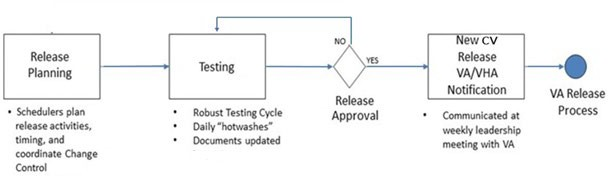 NO
YES
Release
Planning
Testing
New CV
Release
VA/VHA
Notification
Release
Approval
VA Release
Process
• Schedulers plan
release activities,
timing, and
coordinate Change
Control
• Robust Testing Cycle
• Daily “hotwashes”
• Documents updated
• Communicated at
weekly leadership
meeting with VA